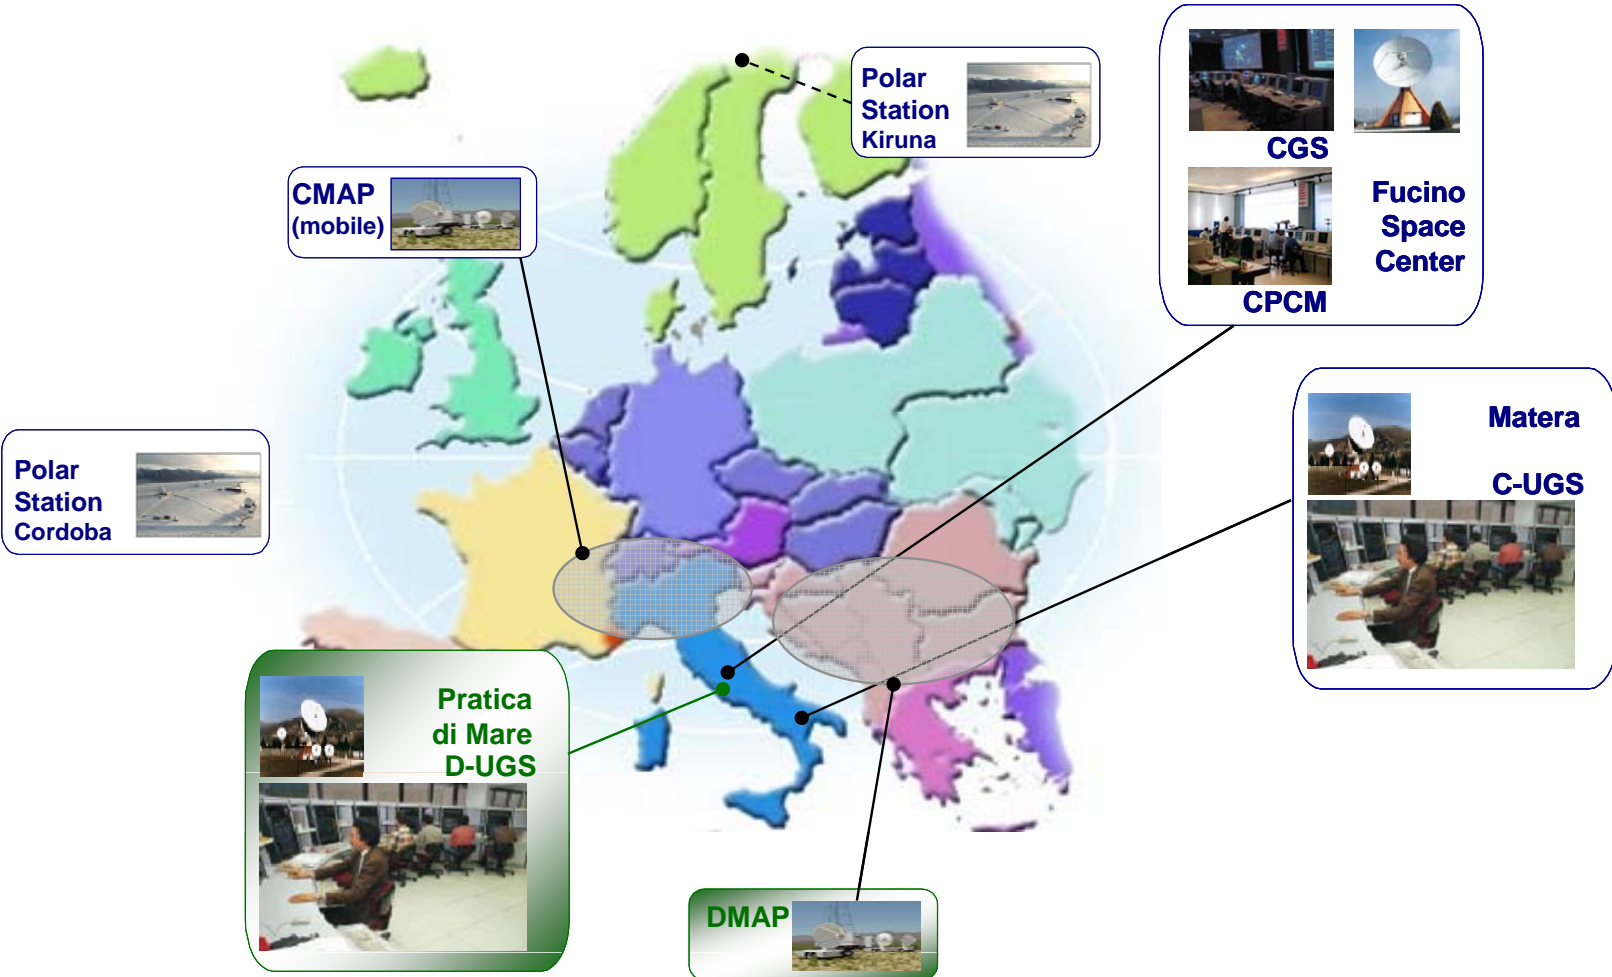 Polar
Station
Kiruna
CMAP
(mobile)
CGS
Fucino
Space
Center
CPCM
Matera
C-UGS
Polar
Station
Cordoba
Pratica
di Mare
D-UGS
DMAP